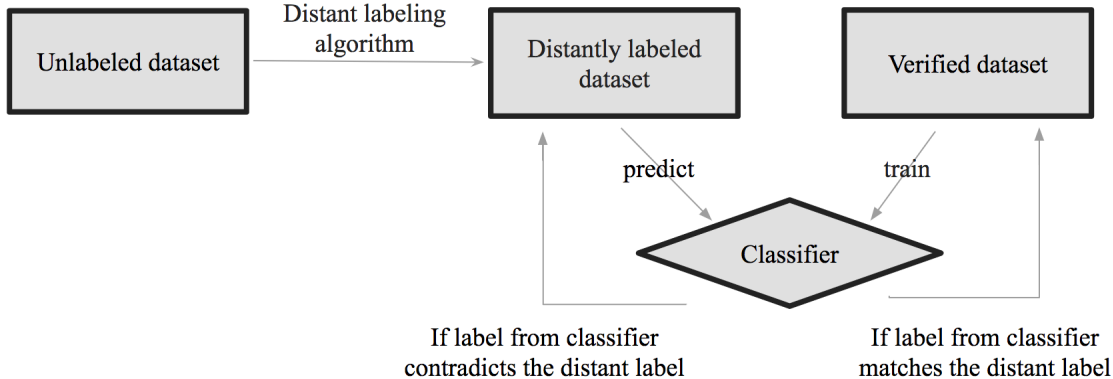 Unlabeled dataset
Distant labeling
algorithm
Distantly labeled
dataset
Verified dataset
predict
train
Classifier
If label from classifier
contradicts the distant label
If label from classifier
matches the distant label